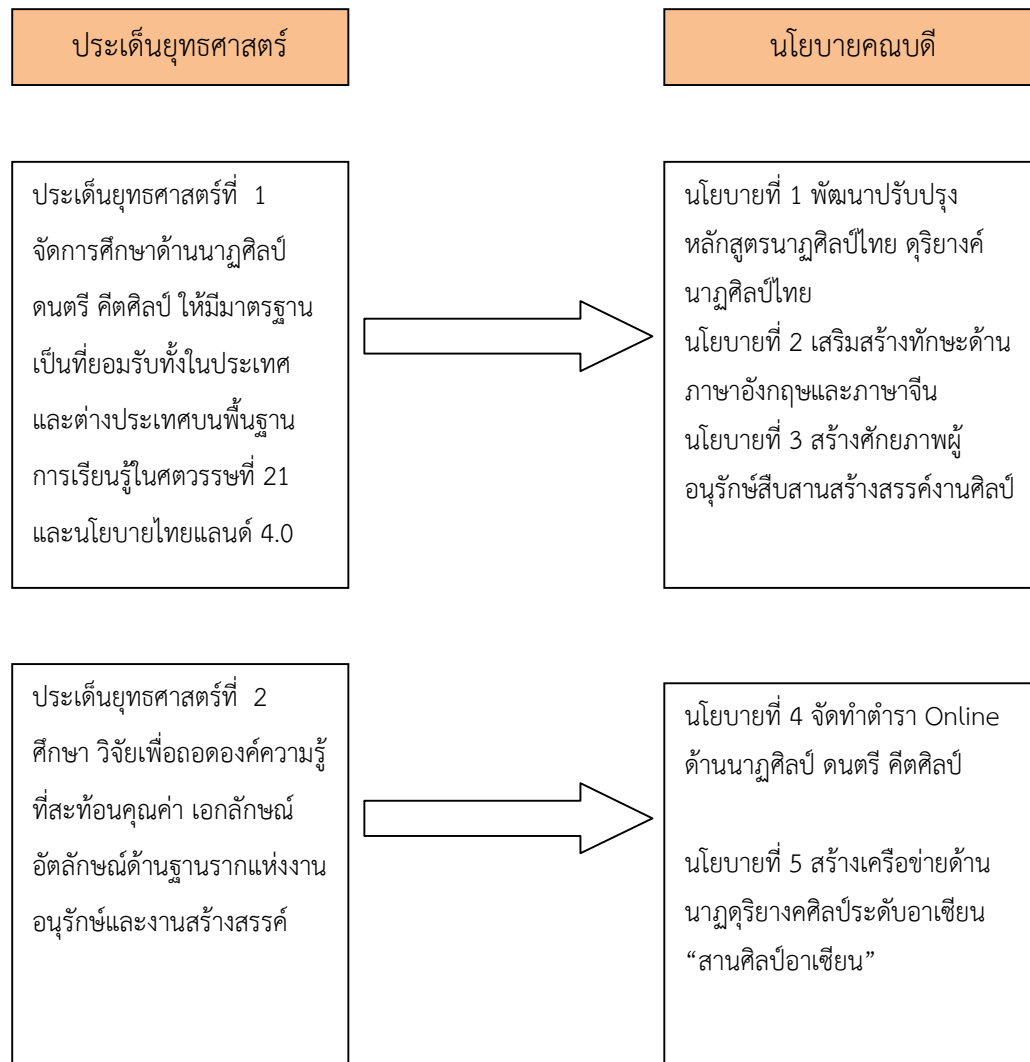 ประเด็นยุทธศาสตร์
นโยบายคณบดี
ประเด็นยุทธศาสตร์ที่ 1
จัดการศึกษาด้านนาฏศิลป์
ดนตรี คีตศิลป์ ให้มีมาตรฐาน
เป็นที่ยอมรับทั้งในประเทศ
และต่างประเทศบนพื้นฐาน
การเรียนรู้ในศตวรรษที่ 21
และนโยบายไทยแลนด์ 4.0
นโยบายที่ 1 พัฒนาปรับปรุง
หลักสูตรนาฏศิลป์ไทย ดุริยางค์
นาฏศิลป์ไทย
นโยบายที่ 2 เสริมสร้างทักษะด้าน
ภาษาอังกฤษและภาษาจีน
นโยบายที่ 3 สร้างศักยภาพผู้
อนุรักษ์สืบสานสร้างสรรค์งานศิลป์
ประเด็นยุทธศาสตร์ที่ 2
ศึกษา วิจัยเพื่อถอดองค์ความรู้
ที่สะท้อนคุณค่า เอกลักษณ์
อัตลักษณ์ด้านฐานรากแห่งงาน
อนุรักษ์และงานสร้างสรรค์
นโยบายที่ 4 จัดทำตำรา Online
ด้านนาฏศิลป์ ดนตรี คีตศิลป์
นโยบายที่ 5 สร้างเครือข่ายด้าน
นาฏดุริยางคศิลป์ระดับอาเซียน
“สานศิลป์อาเซียน”